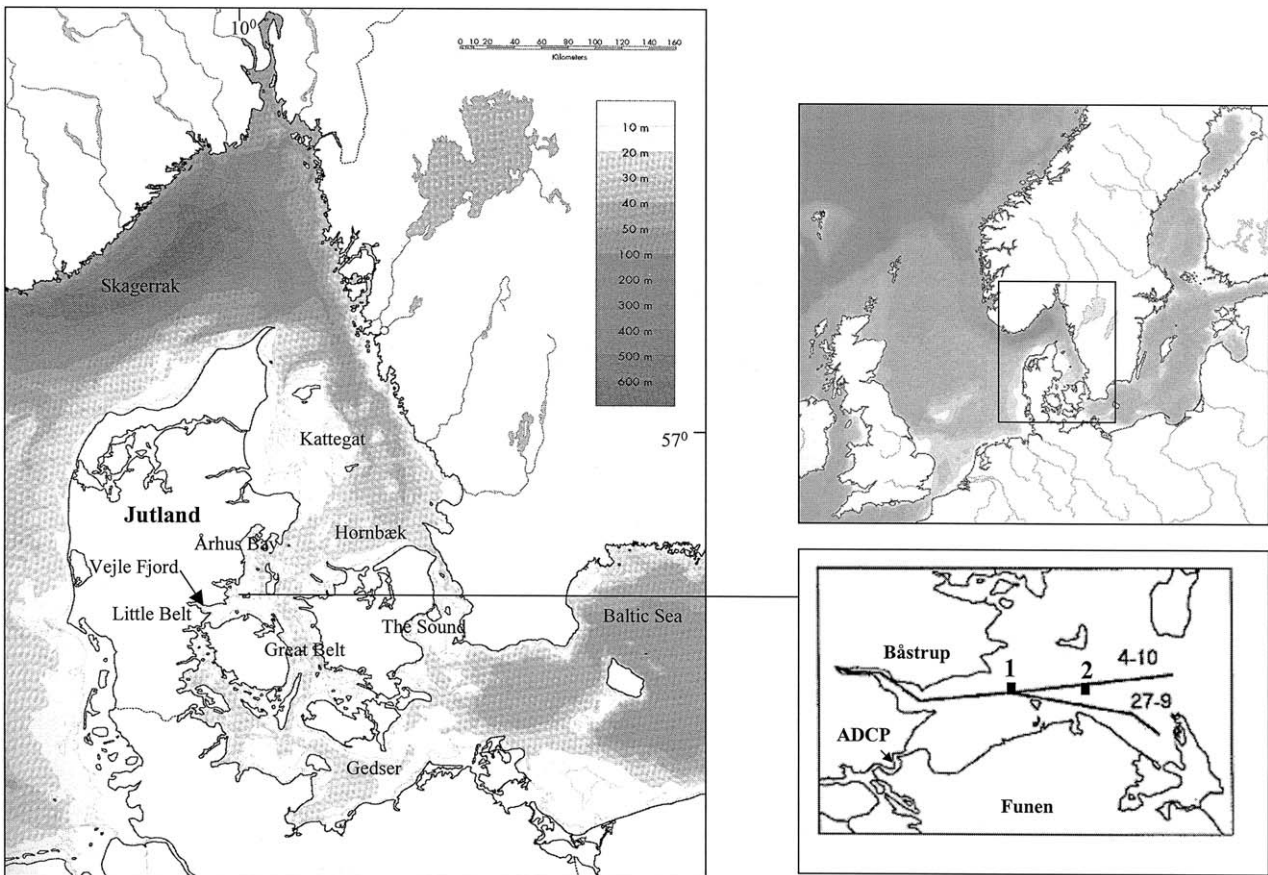 10⁰
0 10 20 40 60 80 100 120 140 160
Kilometers
10 m
20 m
30 m
40 m
50 m
100 m
200 m
300 m
400 m
500 m
600 m
Skagerrak
57⁰
Kattegat
Jutland
Hornbæk
Århus Bay
Vejle Fjord
Little Belt
The Sound
Baltic Sea
Great Belt
Gedser
Båstrup
1
2
4-10
27-9
ADCP
Funen